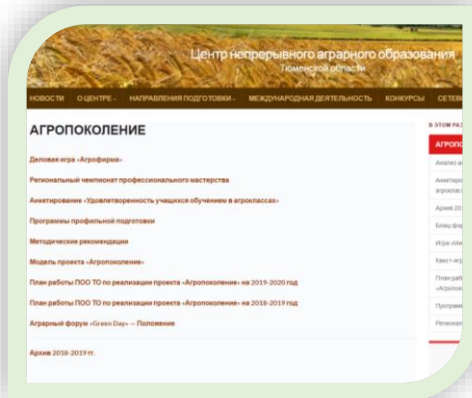 Центр непрерывного аграрного образования
Тюменской области
НОВОСТИ О ЦЕНТРЕ НАПРАВЛЕНИЯ ПОДГОТОВКИ МЕЖДУНАРОДНАЯ ДЕЯТЕЛЬНОСТЬ КОНКУРСЫ
АГРОПОКОЛЕНИЕ
Деловая игра «Агрофирма»
Региональный чемпионат профессионального мастерства
Анкетирование «Удовлетворенность учащихся обучением в агроклассах»
Программы профильной подготовки
Методические рекомендации
Модель проекта «Агропоколение»
План работы ПОО ТО по реализации проекта «Агропоколение» на 2019-2020 год
План работы ПОО ТО по реализации проекта «Агропоколение» на 2018-2019 год
Аграрный форум «Green Day» — Положение
Архив 2018-2019 гг.
В ЭТОМ